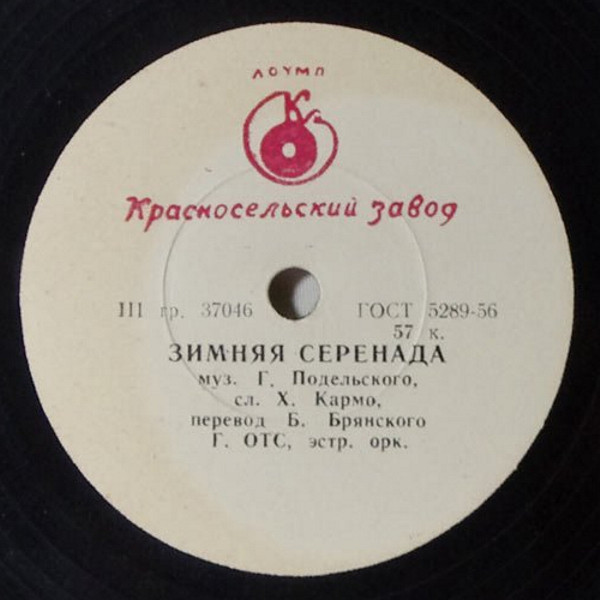 ЛОУМП
К
Красносельский завод
III гр. 37046 ГОСТ 5289-56
57 к.
ЗИМНЯЯ СЕРЕНАДА
муз. Г. Подельского,
сл. Х. Кармо,
перевод Б. Брянского
Г. ОТС, эстр. орк.